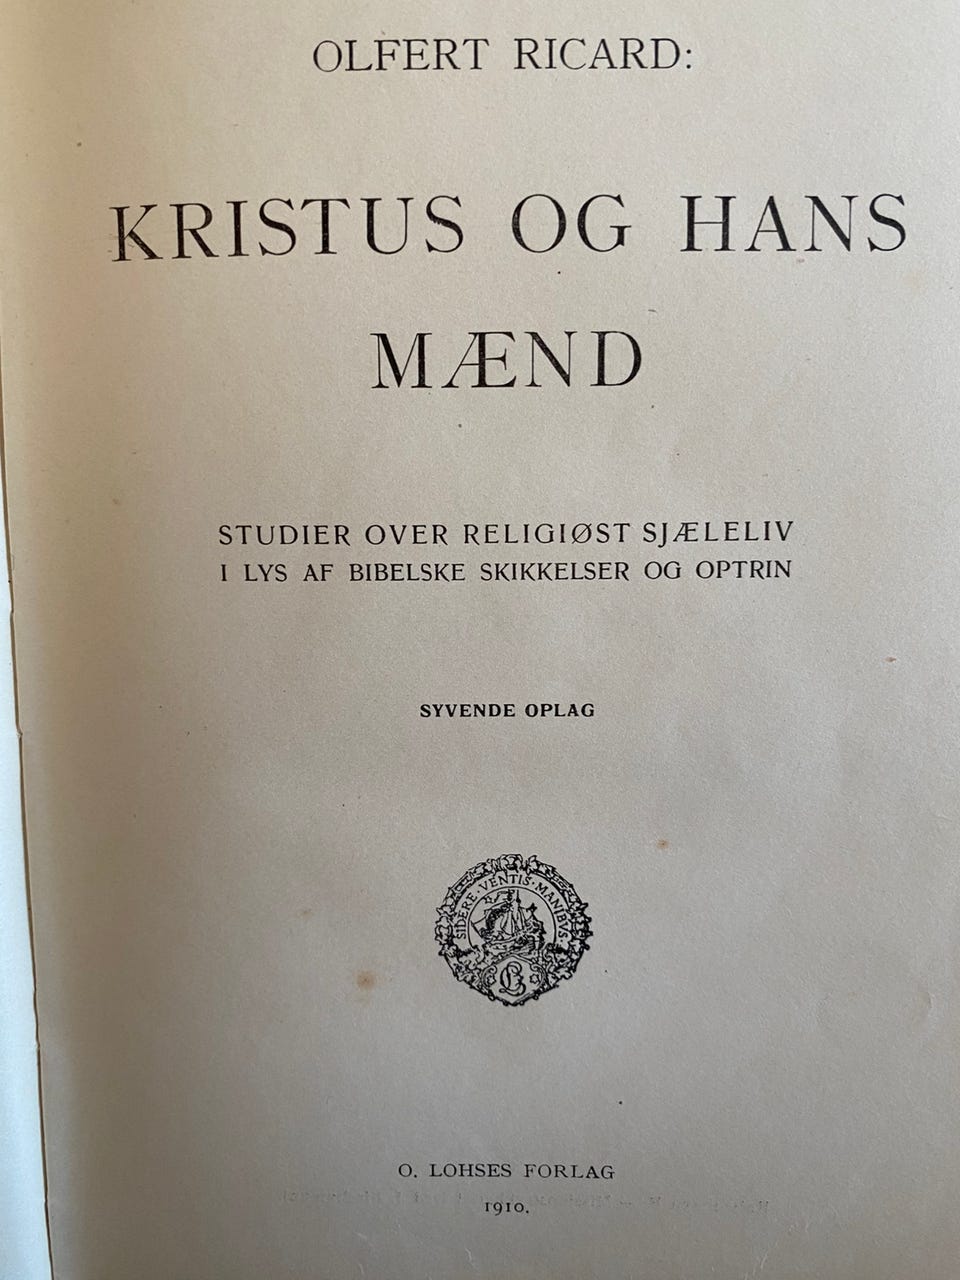 OLFERT RICARD:
KRISTUS OG HANS
MÆND
STUDIER OVER RELIGIØST SJÆLELIV
I LYS AF BIBELSKE SKIKKELSER OG OPTRIN
SYVENDE OPLAG
SIDERE·VENTIS·MANIBVS
O. LOHSES FORLAG
1910.